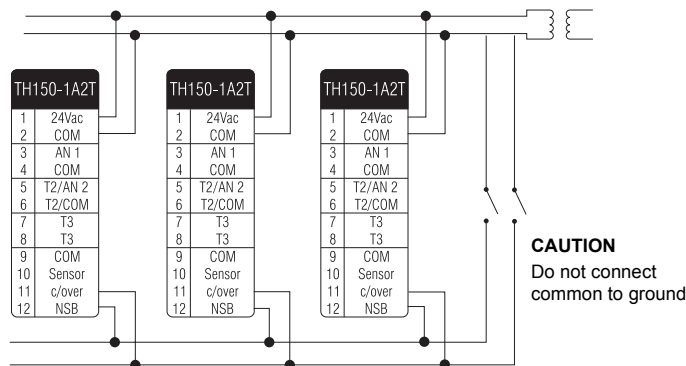 TH150-1A2T
1 24Vac
2 COM
3 AN 1
4 COM
5 T2/AN 2
6 T2/COM
7 T3
8 T3
9 COM
10 Sensor
11 c/over
12 NSB
TH150-1A2T
1 24Vac
2 COM
3 AN 1
4 COM
5 T2/AN 2
6 T2/COM
7 T3
8 T3
9 COM
10 Sensor
11 c/over
12 NSB
TH150-1A2T
1 24Vac
2 COM
3 AN 1
4 COM
5 T2/AN 2
6 T2/COM
7 T3
8 T3
9 COM
10 Sensor
11 c/over
12 NSB
CAUTION
Do not connect
common to ground